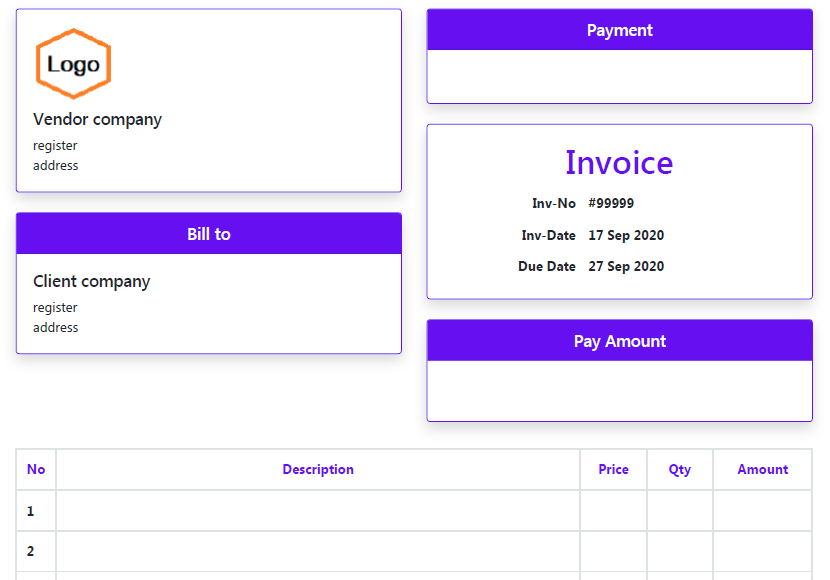 Logo
Vendor company
register
address
Bill to
Client company
register
address
Payment
Invoice
Inv-No #99999
Inv-Date 17 Sep 2020
Due Date 27 Sep 2020
Pay Amount
No Description Price Qty Amount
1
2